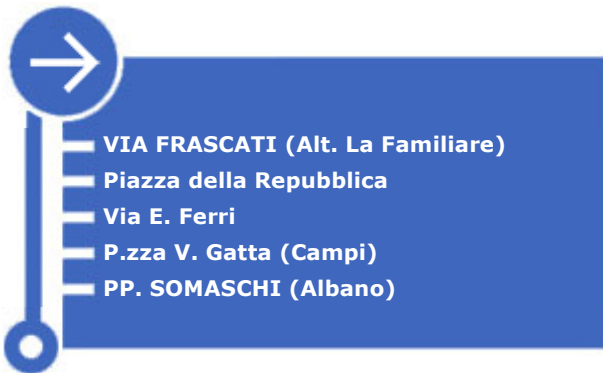 VIA FRASCATI (Alt. La Familiare)
Piazza della Repubblica
Via E. Ferri
P.zza V. Gatta (Campi)
PP. SOMASCHI (Albano)